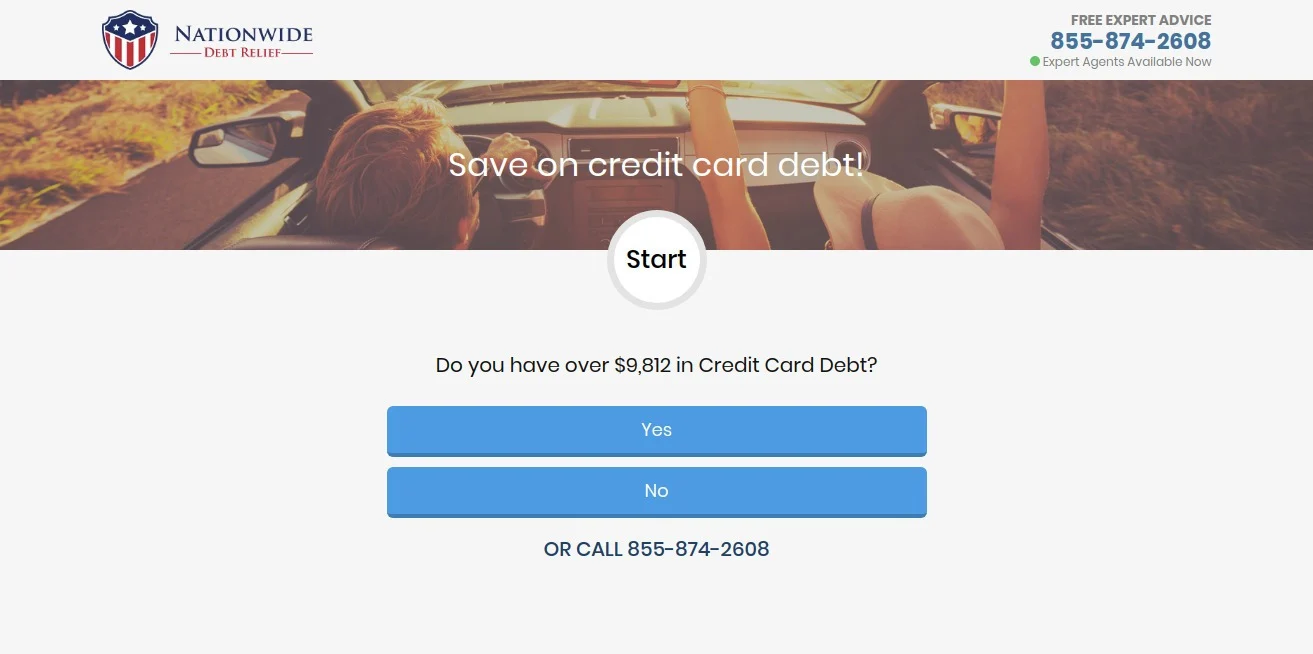 NATIONWIDE
DEBT RELIEF
FREE EXPERT ADVICE
855-874-2608
Expert Agents Available Now
Save on credit card debt!
Start
Do you have over $9,812 in Credit Card Debt?
Yes
No
OR CALL 855-874-2608